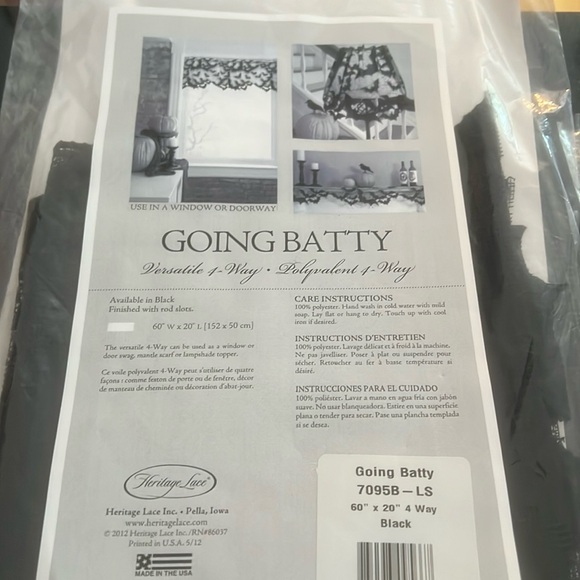 USE IN A WINDOW OR DOORWAY
GOING BATTY
Versatile 4-Way • Polyvalent 4-Way
Available in Black
Finished with rod slots.
60" W x 20" L [152 x 50 cm]
The versatile 4-Way can be used as a window or
door swag, mantle scarf or lampshade topper.
Ce voile polyvalent 4-Way peut s'utiliser de quatre
façons : comme feston de porte ou de fenêtre, décor
de manteau de cheminée ou décoration d'abat-jour.
CARE INSTRUCTIONS
100% polyester. Hand wash in cold water with mild
soap. Lay flat or hang to dry. Touch up with cool
iron if desired.
INSTRUCTIONS D'ENTRETIEN
100% polyester. Lavage délicat et à froid à la machine.
Ne pas javelliser. Poser à plat ou suspendre pour
sécher. Retoucher au fer à basse température si
désiré.
INSTRUCCIONES PARA EL CUIDADO
100% poliéster. Lavar a mano en agua fría con jabón
suave. No usar blanqueadora. Estire en una superficie
plana o tender para secar. Pase una plancha templada
si se desea.
Heritage Lace
Heritage Lace Inc. • Pella, Iowa
www.heritagelace.com
© 2012 Heritage Lace Inc./RN#86037
Printed in U.S.A. 5/12
MADE IN THE USA
Going Batty
7095B-LS
60" x 20" 4 Way
Black